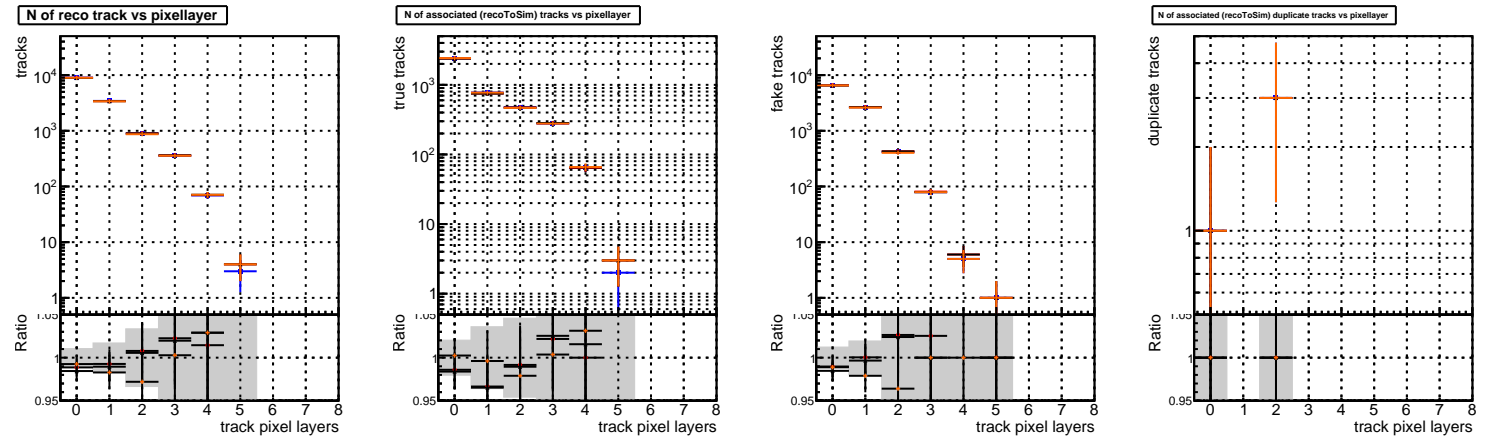 N of reco track vs pixellayer
tracks
10⁴
10³
10²
10
1
Ratio
1.05
1
0.95
0 1 2 3 4 5 6 7 8
track pixel layers
N of associated (recoToSim) tracks vs pixellayer
true tracks
10³
10²
10
1
Ratio
1.05
1
0.95
0 1 2 3 4 5 6 7 8
track pixel layers
fake tracks
10⁴
10³
10²
10
1
Ratio
1.05
1
0.95
0 1 2 3 4 5 6 7 8
track pixel layers
N of associated (recoToSim) duplicate tracks vs pixellayer
duplicate tracks
1
Ratio
1.05
1
0.95
0 1 2 3 4 5 6 7 8
track pixel layers